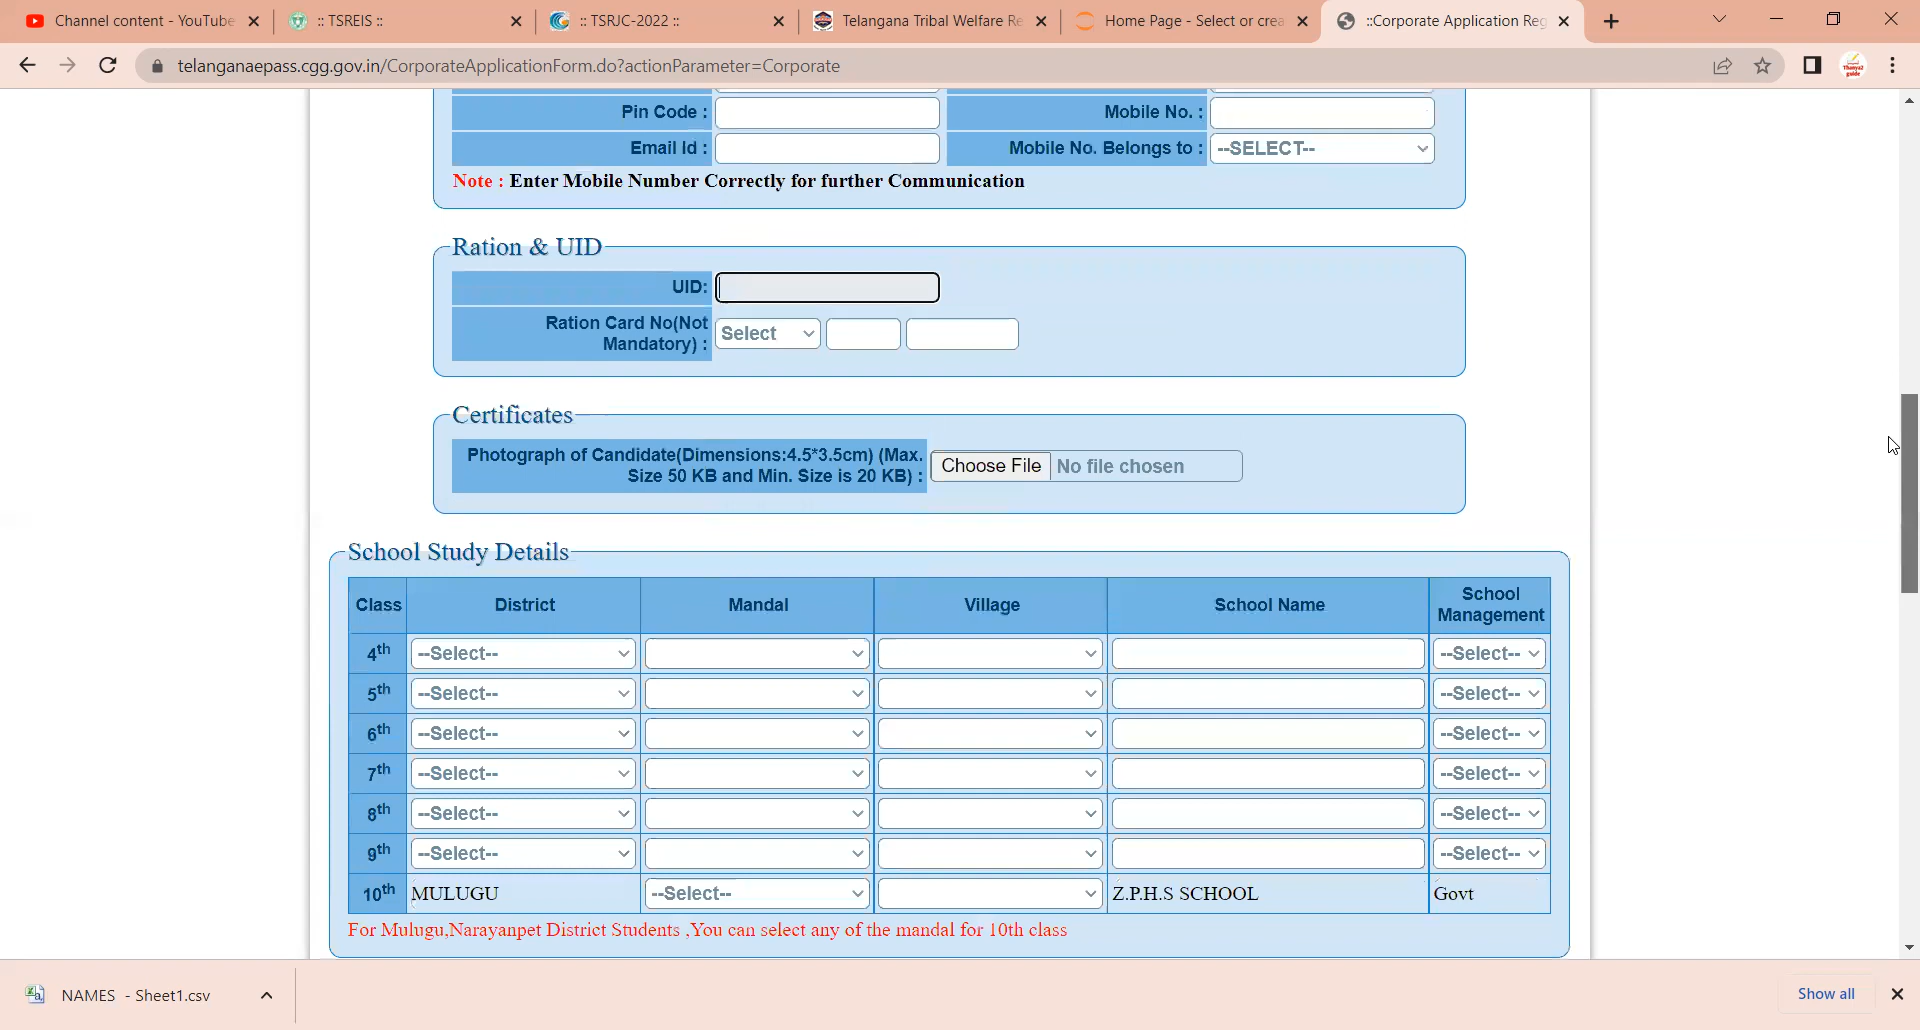 Channel content - YouTube
:: TSREIS ::
:: TSRJC-2022 ::
Telangana Tribal Welfare Re
Home Page - Select or crea
::Corporate Application Reg
telanganaepass.cgg.gov.in/CorporateApplicationForm.do?actionParameter=Corporate
Pin Code :
Mobile No. :
Email Id :
Mobile No. Belongs to :
--SELECT--
Note : Enter Mobile Number Correctly for further Communication
Ration & UID
UID:
Ration Card No(Not
Mandatory) :
Select
Certificates
Photograph of Candidate(Dimensions:4.5*3.5cm) (Max.
Size 50 KB and Min. Size is 20 KB) :
Choose File No file chosen
School Study Details
Class District Mandal Village School Name School
Management
4th --Select-- --Select--
5th --Select-- --Select--
6th --Select-- --Select--
7th --Select-- --Select--
8th --Select-- --Select--
9th --Select-- --Select--
10th MULUGU --Select-- Z.P.H.S SCHOOL Govt
For Mulugu,Narayanpet District Students ,You can select any of the mandal for 10th class
NAMES - Sheet1.csv
Show all